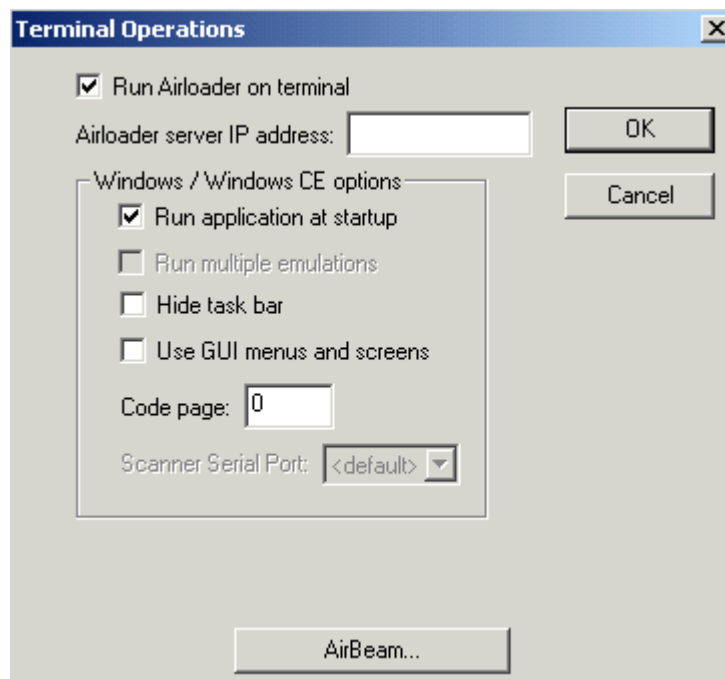 Terminal Operations
Run Airloader on terminal
Airloader server IP address:
OK
Windows / Windows CE options
Cancel
Run application at startup
Run multiple emulations
Hide task bar
Use GUI menus and screens
Code page: 0
Scanner Serial Port: <default>
AirBeam...